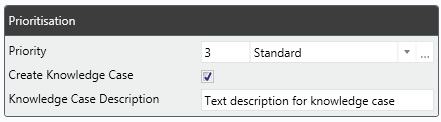 Prioritisation
Priority 3 Standard ...
Create Knowledge Case
Knowledge Case Description Text description for knowledge case